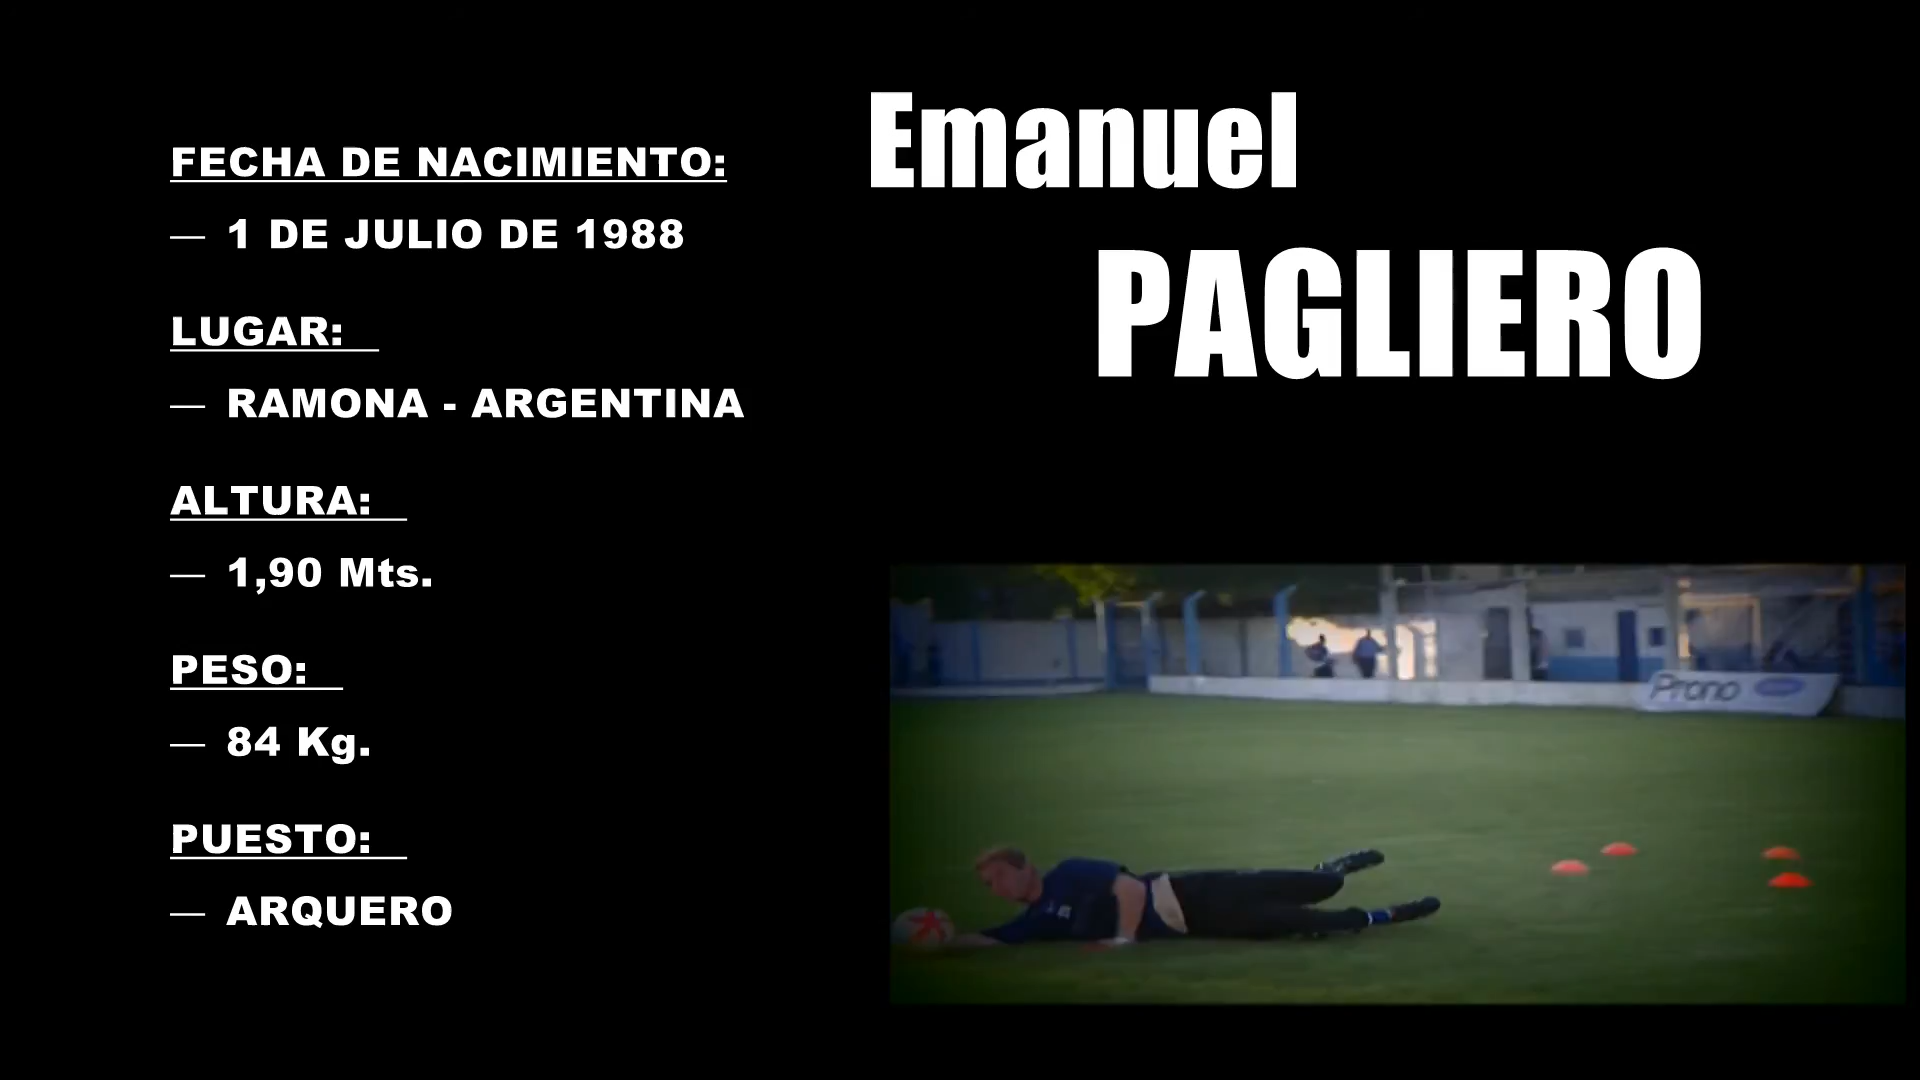 Emanuel
PAGLIERO
FECHA DE NACIMIENTO:
— 1 DE JULIO DE 1988
LUGAR:
— RAMONA - ARGENTINA
ALTURA:
— 1,90 Mts.
PESO:
— 84 Kg.
PUESTO:
— ARQUERO
Prono